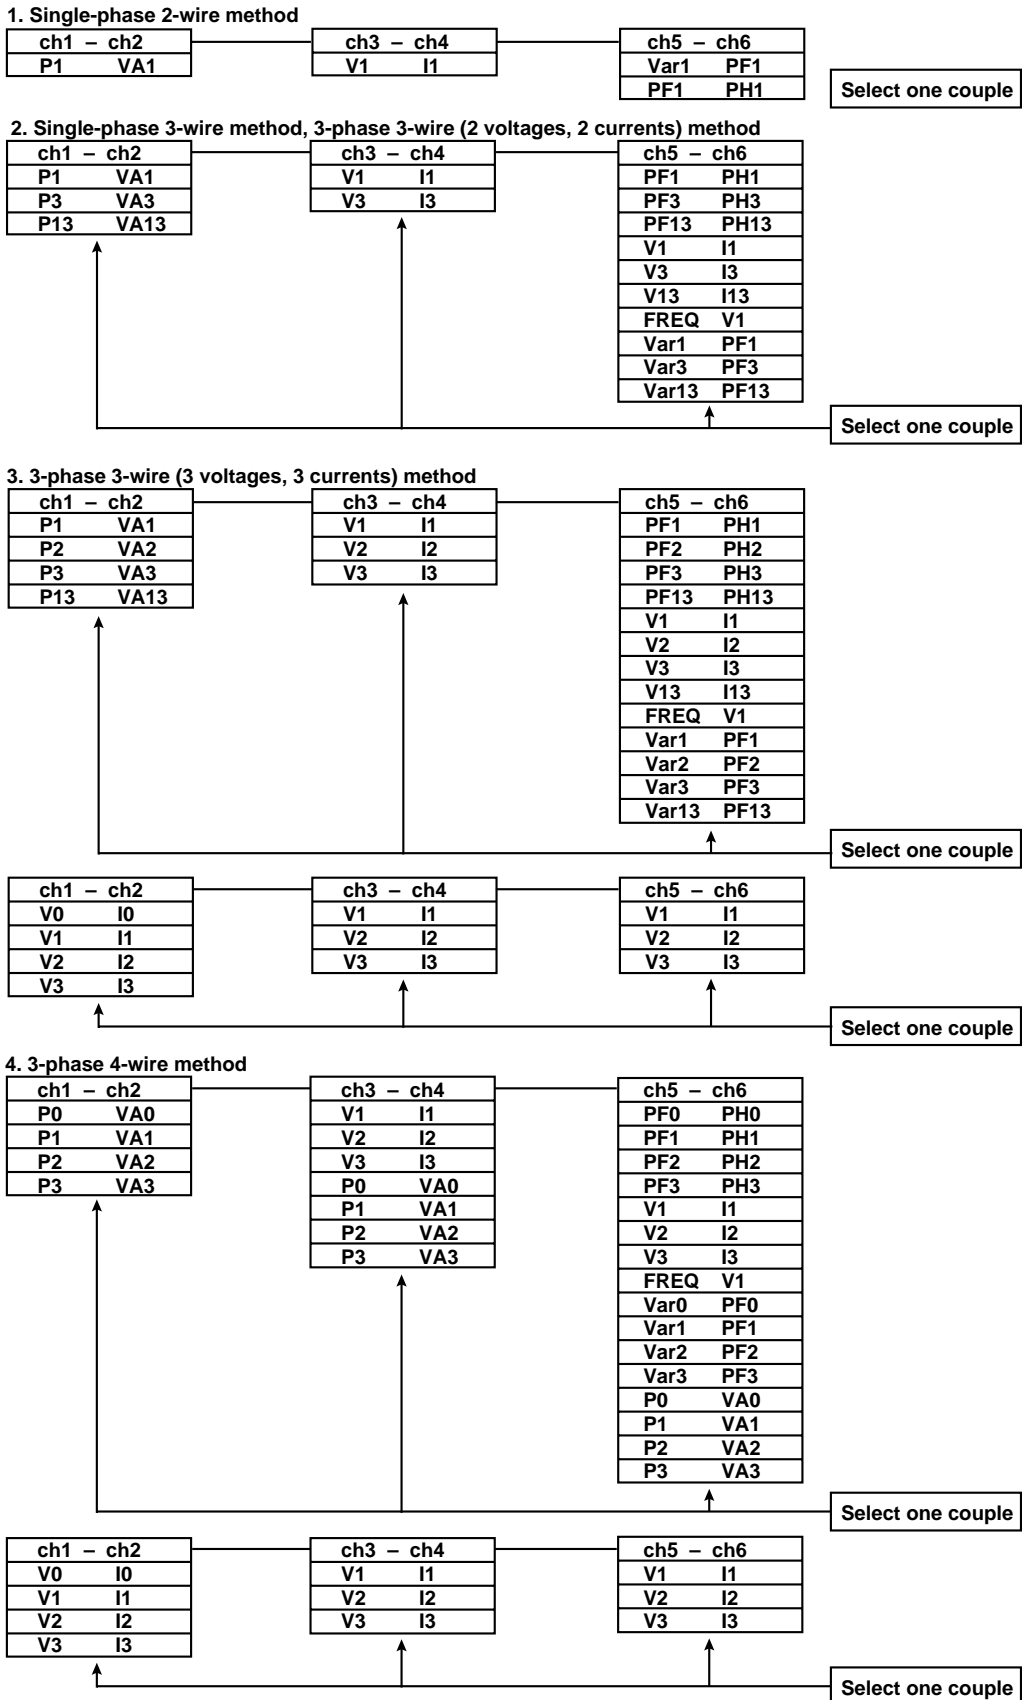 1. Single-phase 2-wire method
ch1 – ch2 ch3 – ch4 ch5 – ch6
P1 VA1 V1 I1 Var1 PF1
PF1 PH1
Select one couple
2. Single-phase 3-wire method, 3-phase 3-wire (2 voltages, 2 currents) method
ch1 – ch2 ch3 – ch4 ch5 – ch6
P1 VA1 V1 I1 PF1 PH1
P3 VA3 V3 I3 PF3 PH3
P13 VA13 PF13 PH13
V1 I1
V3 I3
V13 I13
FREQ V1
Var1 PF1
Var3 PF3
Var13 PF13
Select one couple
3. 3-phase 3-wire (3 voltages, 3 currents) method
ch1 – ch2 ch3 – ch4 ch5 – ch6
P1 VA1 V1 I1 PF1 PH1
P2 VA2 V2 I2 PF2 PH2
P3 VA3 V3 I3 PF3 PH3
P13 VA13 PF13 PH13
V1 I1
V2 I2
V3 I3
V13 I13
FREQ V1
Var1 PF1
Var2 PF2
Var3 PF3
Var13 PF13
Select one couple
ch1 – ch2 ch3 – ch4 ch5 – ch6
V0 I0 V1 I1 V1 I1
V1 I1 V2 I2 V2 I2
V2 I2 V3 I3 V3 I3
V3 I3
Select one couple
4. 3-phase 4-wire method
ch1 – ch2 ch3 – ch4 ch5 – ch6
P0 VA0 V1 I1 PF0 PH0
P1 VA1 V2 I2 PF1 PH1
P2 VA2 V3 I3 PF2 PH2
P3 VA3 P0 VA0 PF3 PH3
P1 VA1 V1 I1
P2 VA2 V2 I2
P3 VA3 V3 I3
FREQ V1
Var0 PF0
Var1 PF1
Var2 PF2
Var3 PF3
P0 VA0
P1 VA1
P2 VA2
P3 VA3
Select one couple
ch1 – ch2 ch3 – ch4 ch5 – ch6
V0 I0 V1 I1 V1 I1
V1 I1 V2 I2 V2 I2
V2 I2 V3 I3 V3 I3
V3 I3
Select one couple